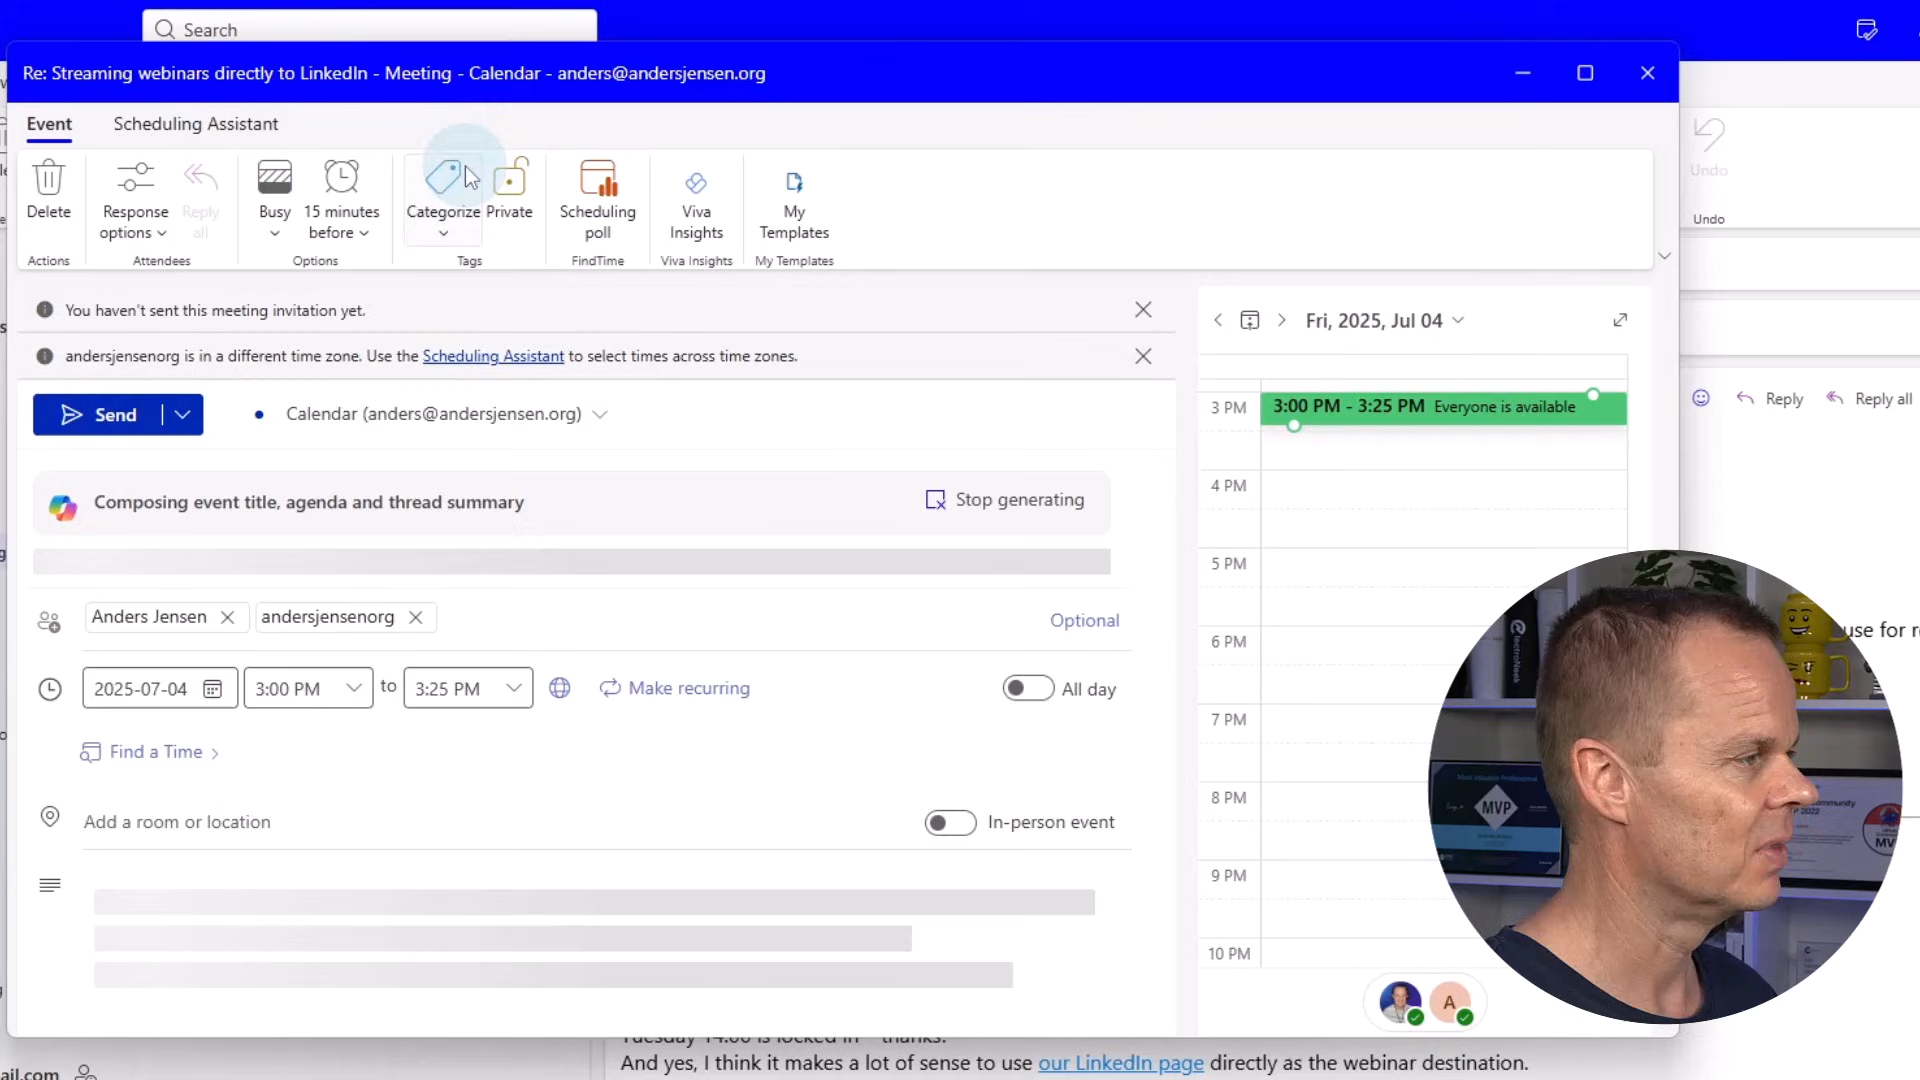 Search
Re: Streaming webinars directly to LinkedIn - Meeting - Calendar - anders@andersjensen.org
Event
Scheduling Assistant
Delete
Response options
Reply all
Busy
15 minutes before
Categorize
Private
Scheduling poll
Viva Insights
My Templates
Undo
Actions
Attendees
Options
Tags
FindTime
Viva Insights
My Templates
Undo
You haven't sent this meeting invitation yet.
andersjensenorg is in a different time zone. Use the Scheduling Assistant to select times across time zones.
Send
Calendar (anders@andersjensen.org)
Composing event title, agenda and thread summary
Stop generating
Anders Jensen
andersjensenorg
Optional
2025-07-04
3:00 PM
to
3:25 PM
Make recurring
All day
Find a Time
Add a room or location
In-person event
Fri, 2025, Jul 04
3 PM
3:00 PM - 3:25 PM Everyone is available
4 PM
5 PM
6 PM
7 PM
8 PM
9 PM
10 PM
A
Reply
Reply all
use for
MVP
And yes, I think it makes a lot of sense to use our LinkedIn page directly as the webinar destination.